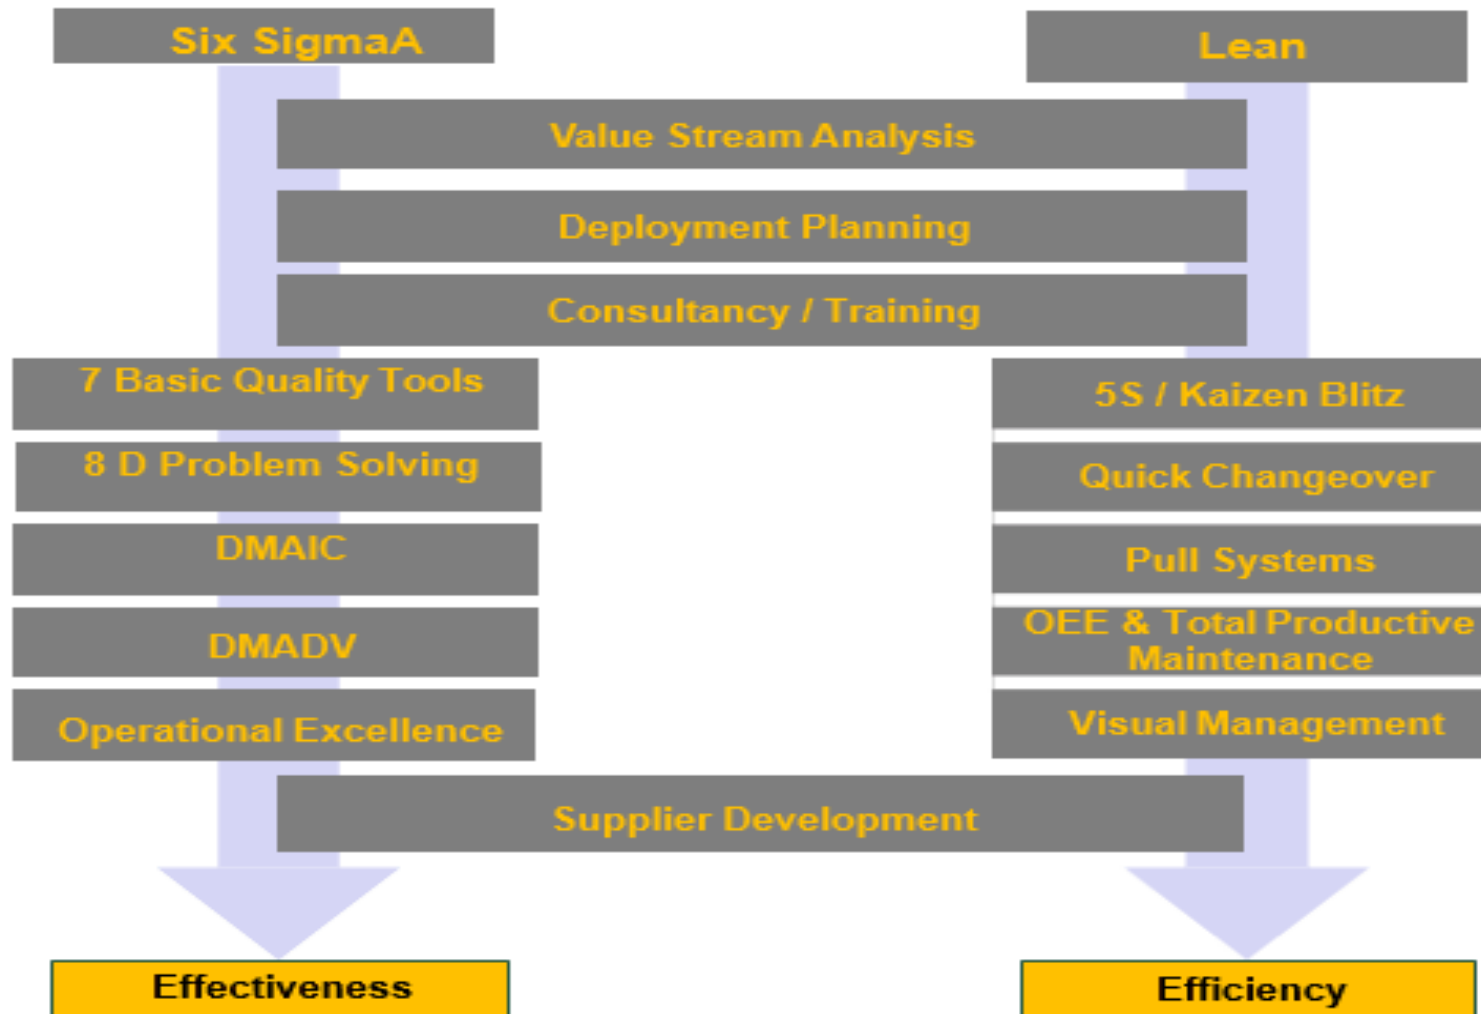 Six SigmaA
Lean
Value Stream Analysis
Deployment Planning
Consultancy / Training
7 Basic Quality Tools
8 D Problem Solving
DMAIC
DMADV
Operational Excellence
5S / Kaizen Blitz
Quick Changeover
Pull Systems
OEE & Total Productive
Maintenance
Visual Management
Supplier Development
Effectiveness
Efficiency